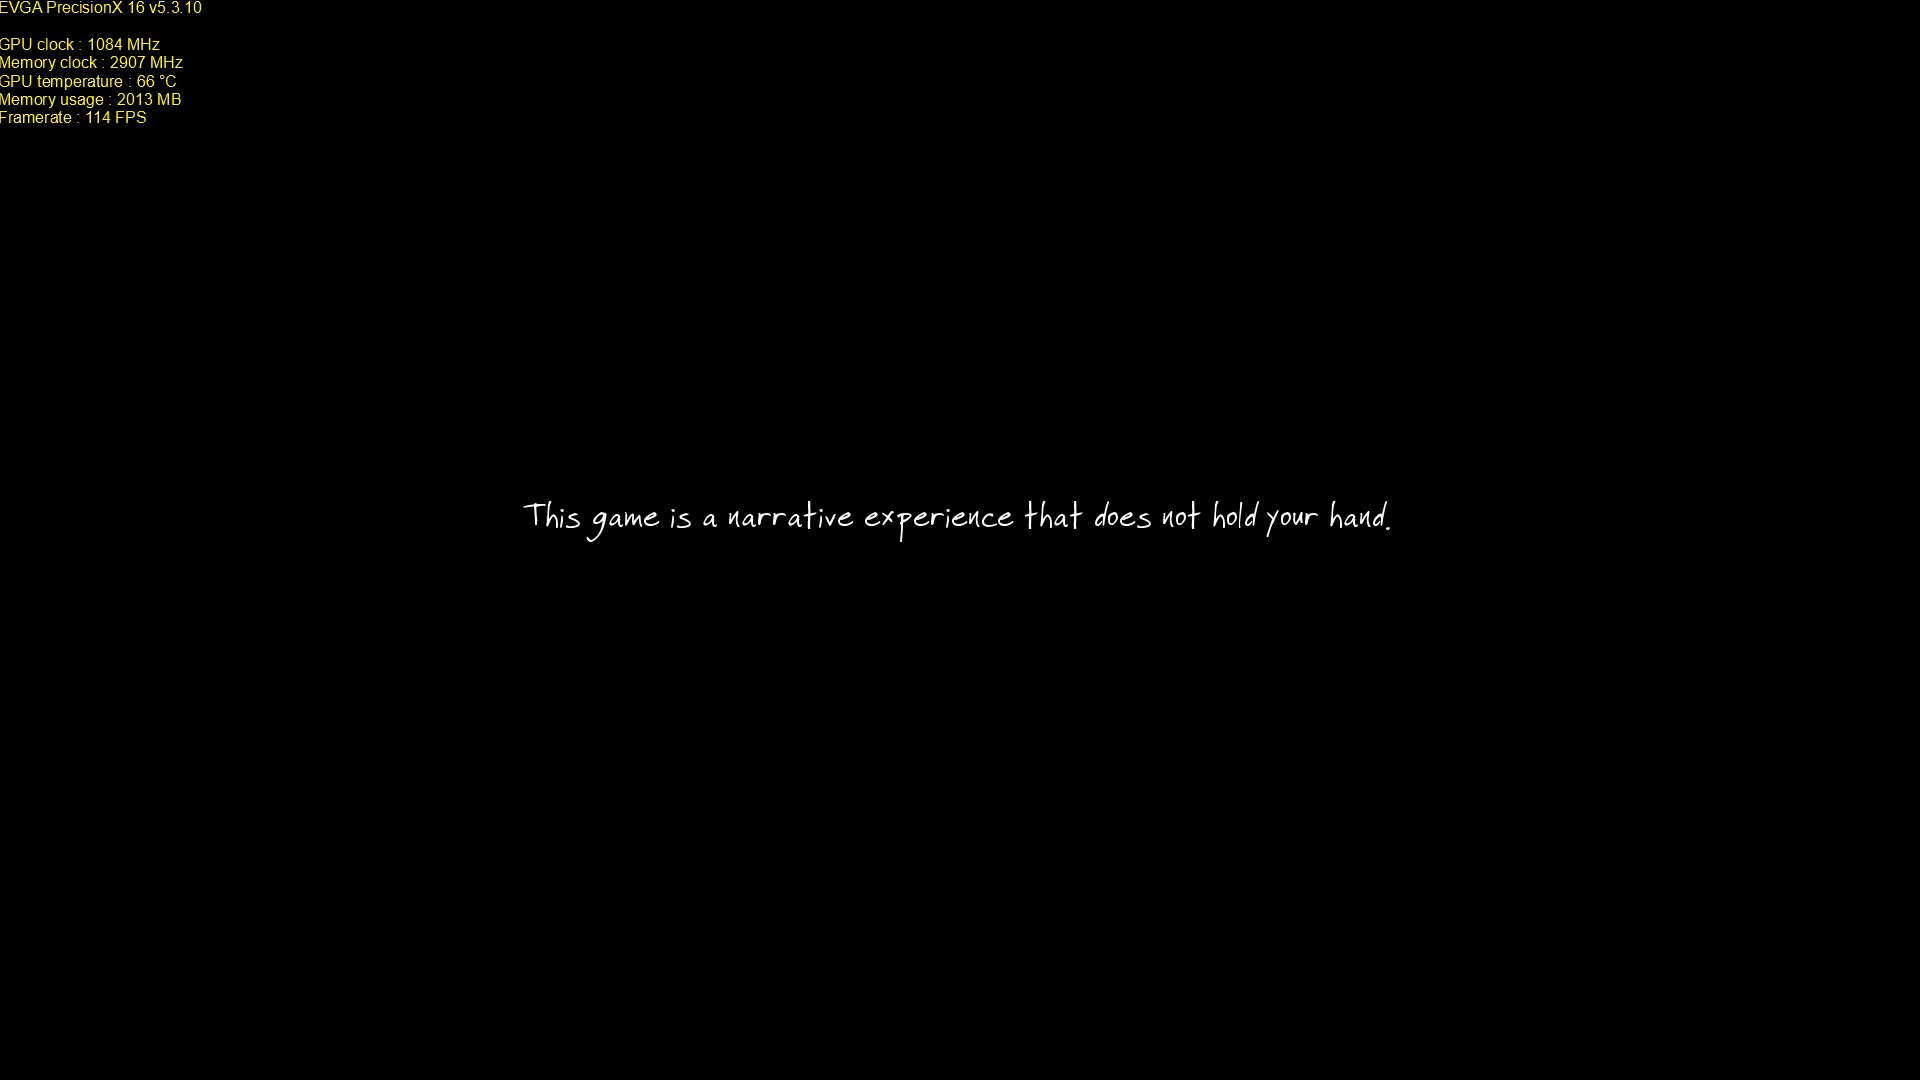 EVGA PrecisionX 16 v5.3.10
GPU clock : 1084 MHz
Memory clock : 2907 MHz
GPU temperature : 66 °C
Memory usage : 2013 MB
Framerate : 114 FPS
This game is a narrative experience that does not hold your hand.